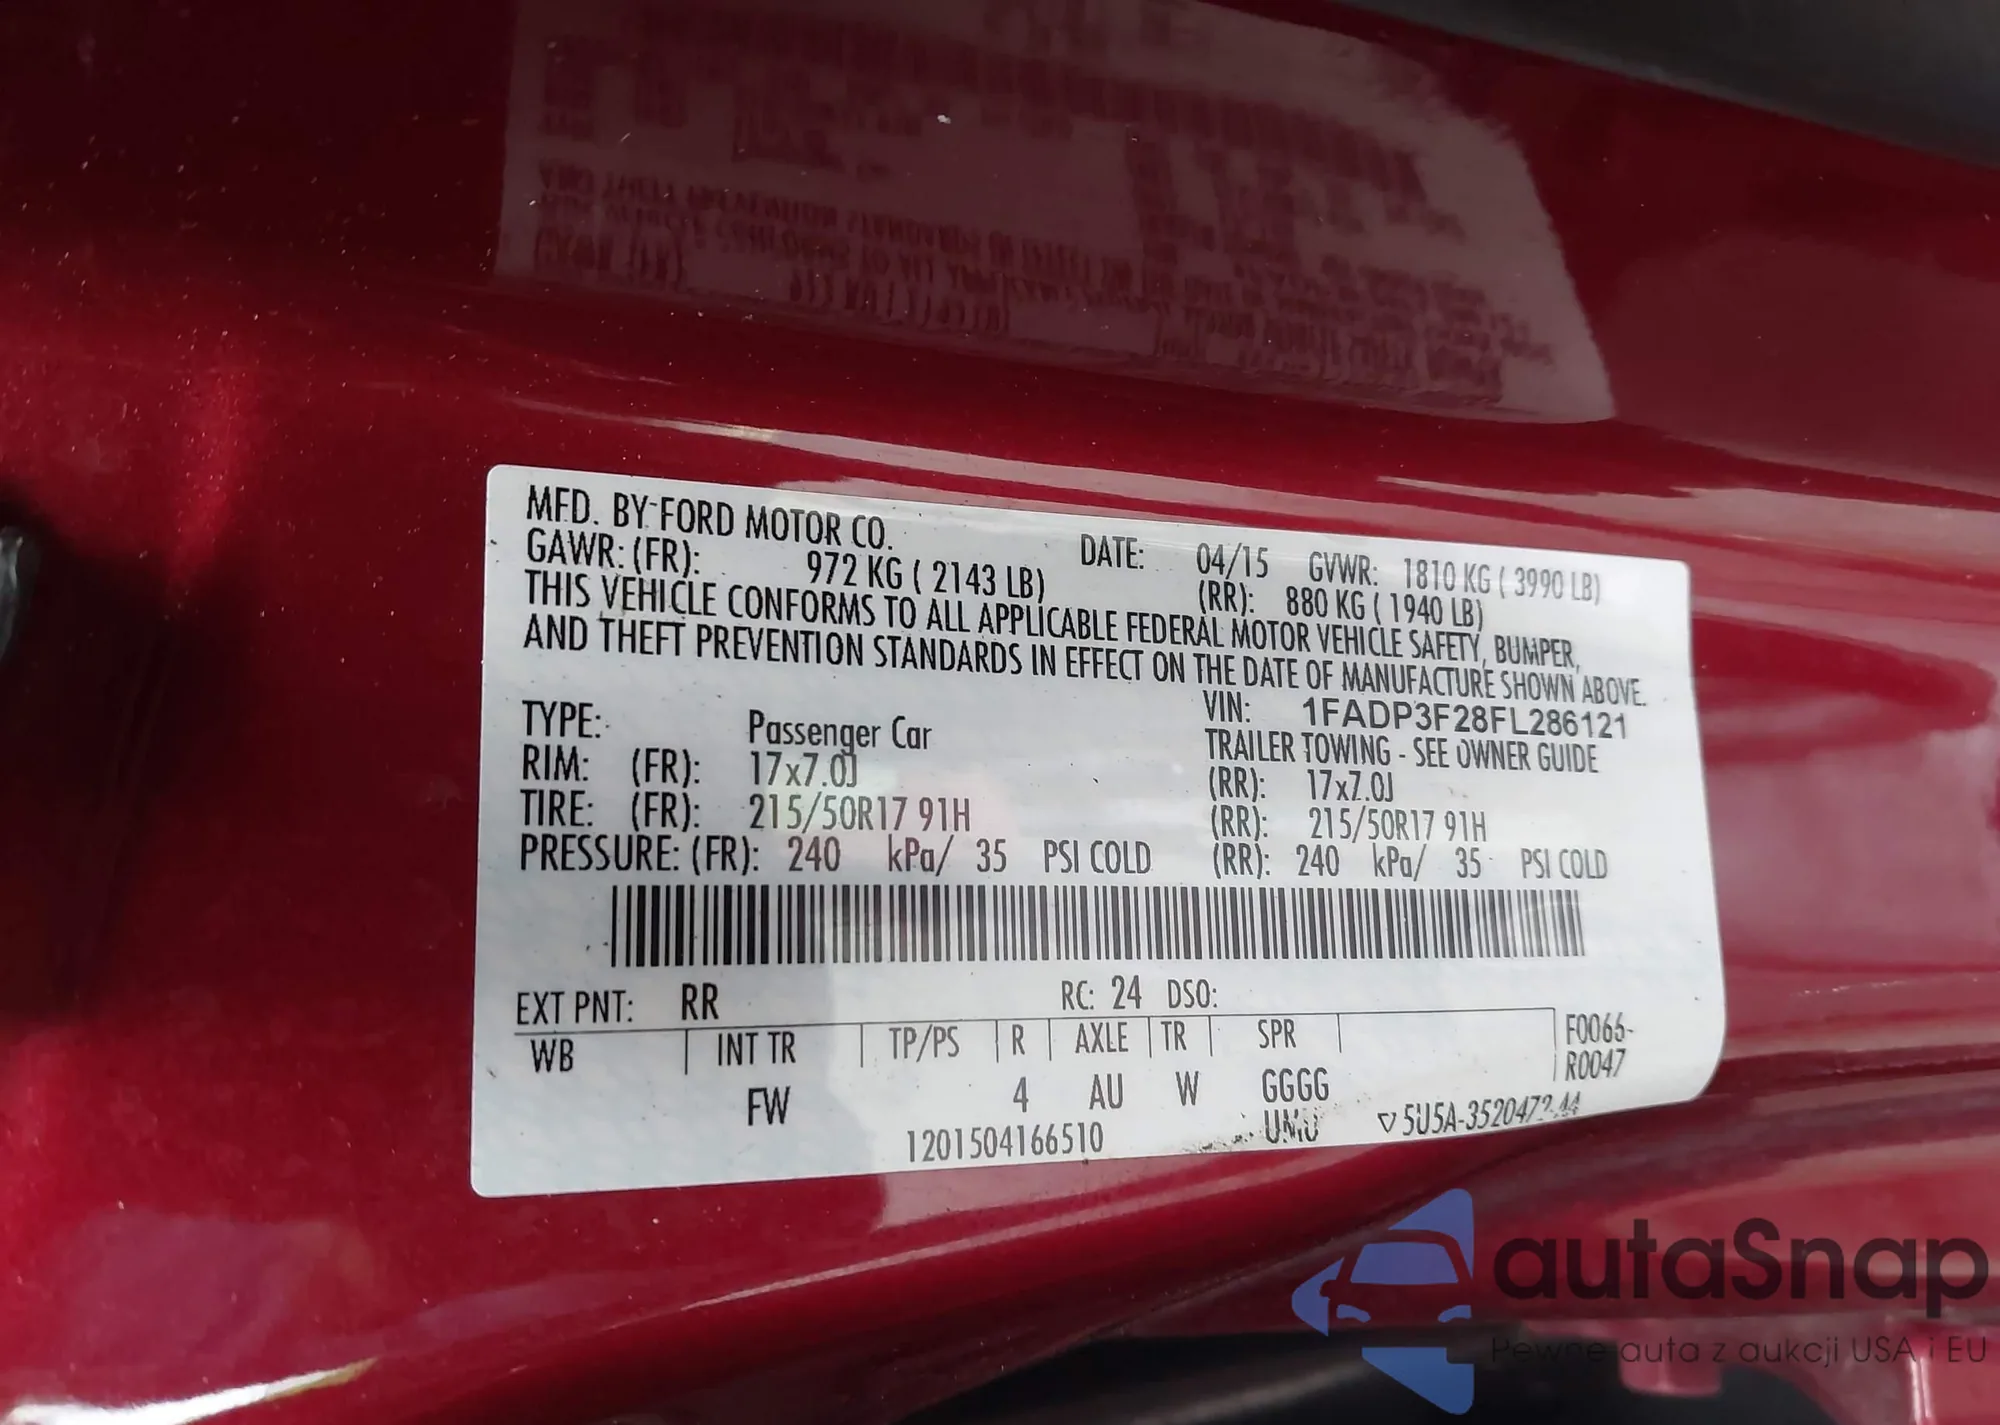 MFD. BY FORD MOTOR CO.
DATE: 04/15 GVWR: 1810 KG ( 3990 LB)
GAWR: (FR): 972 KG ( 2143 LB) (RR): 880 KG ( 1940 LB)
THIS VEHICLE CONFORMS TO ALL APPLICABLE FEDERAL MOTOR VEHICLE SAFETY, BUMPER,
AND THEFT PREVENTION STANDARDS IN EFFECT ON THE DATE OF MANUFACTURE SHOWN ABOVE.
VIN: 1FADP3F28FL286121
TYPE: Passenger Car TRAILER TOWING - SEE OWNER GUIDE
RIM: (FR): 17x7.0J (RR): 17x7.0J
TIRE: (FR): 215/50R17 91H (RR): 215/50R17 91H
PRESSURE: (FR): 240 kPa/ 35 PSI COLD (RR): 240 kPa/ 35 PSI COLD
EXT PNT: RR RC: 24 DSO:
WB INT TR TP/PS R AXLE TR SPR F0066-
R0047
FW 4 AU W GGGG
1201504166510 UMU ▽5U5A-3520472-AA
autaSnap
Pewne auta z aukcji USA i EU